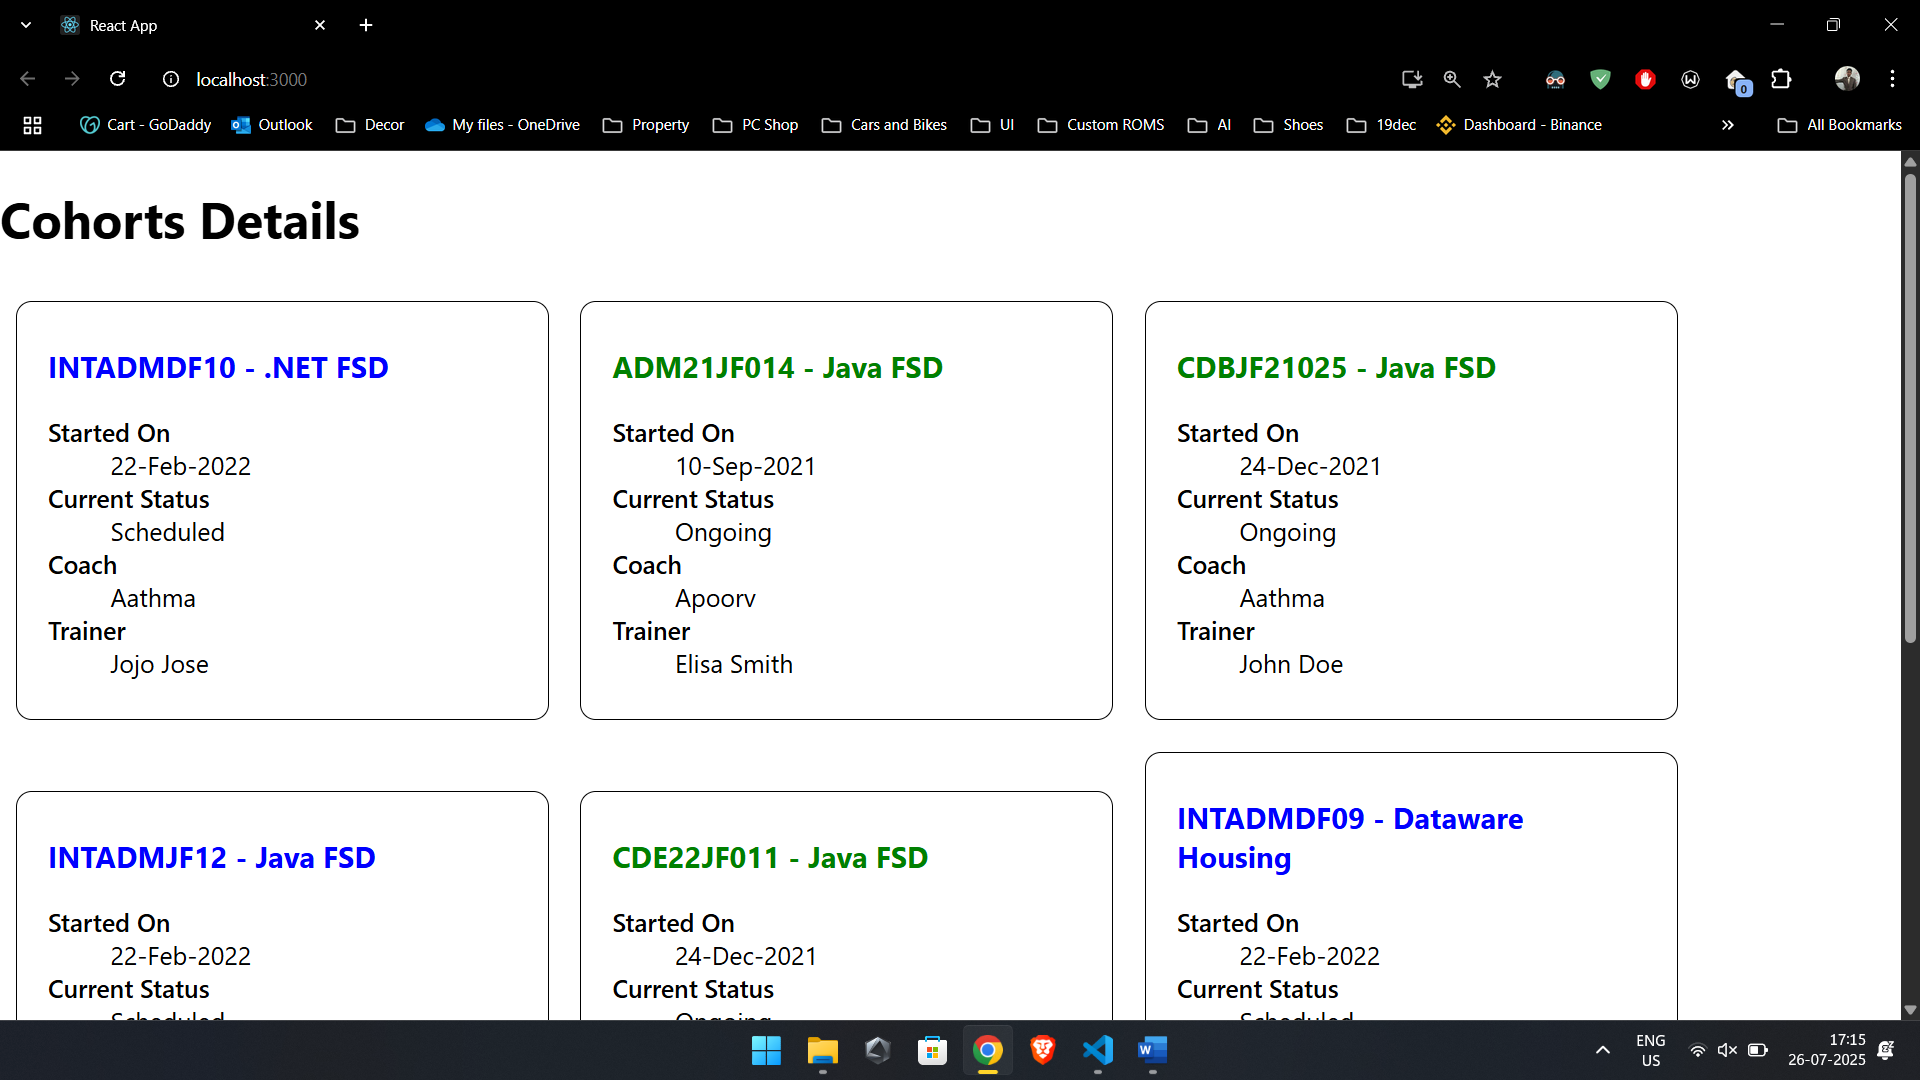 React App
localhost:3000
0
Cart - GoDaddy Outlook Decor My files - OneDrive Property PC Shop Cars and Bikes UI Custom ROMS AI Shoes 19dec Dashboard - Binance » All Bookmarks
Cohorts Details
INTADMDF10 - .NET FSD
Started On
22-Feb-2022
Current Status
Scheduled
Coach
Aathma
Trainer
Jojo Jose
ADM21JF014 - Java FSD
Started On
10-Sep-2021
Current Status
Ongoing
Coach
Apoorv
Trainer
Elisa Smith
CDBJF21025 - Java FSD
Started On
24-Dec-2021
Current Status
Ongoing
Coach
Aathma
Trainer
John Doe
INTADMJF12 - Java FSD
Started On
22-Feb-2022
Current Status
Scheduled
CDE22JF011 - Java FSD
Started On
24-Dec-2021
Current Status
Ongoing
INTADMDF09 - Dataware
Housing
Started On
22-Feb-2022
Current Status
Scheduled
ENG
US
17:15
26-07-2025